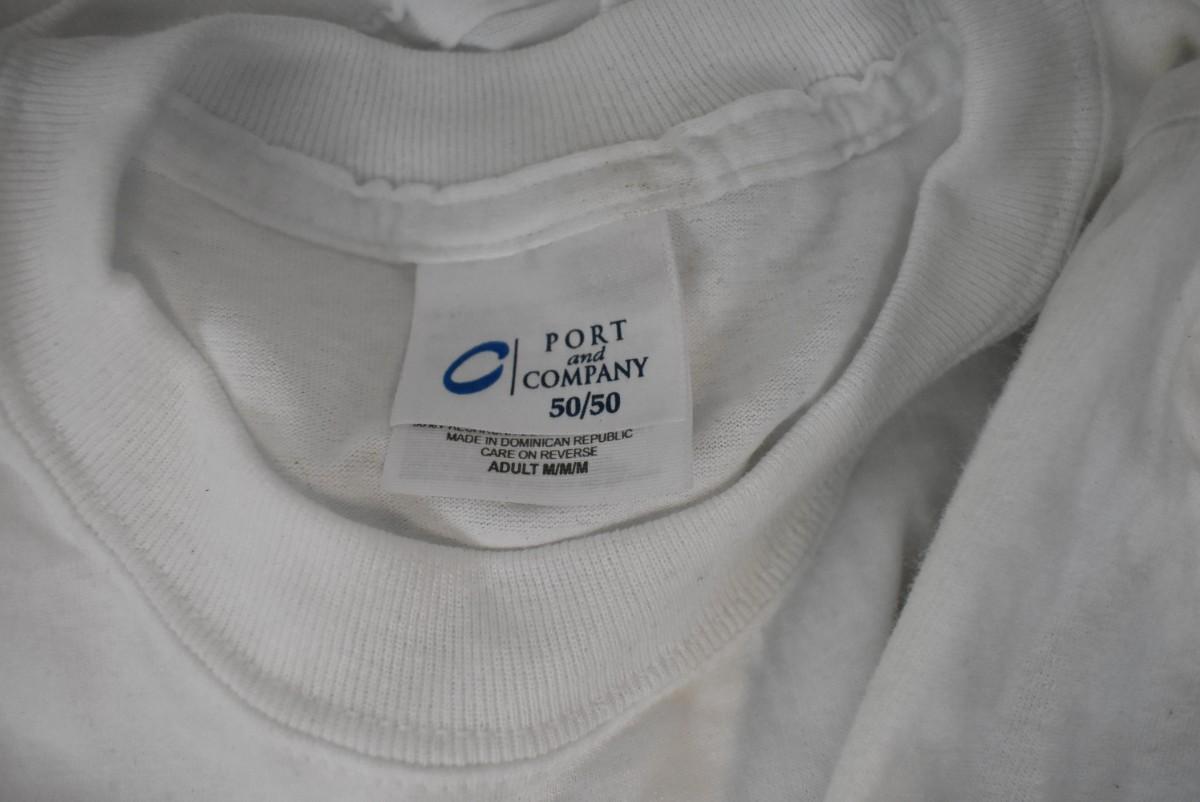 PORT
and
COMPANY
50/50
MADE IN DOMINICAN REPUBLIC
CARE ON REVERSE
ADULT M/M/M